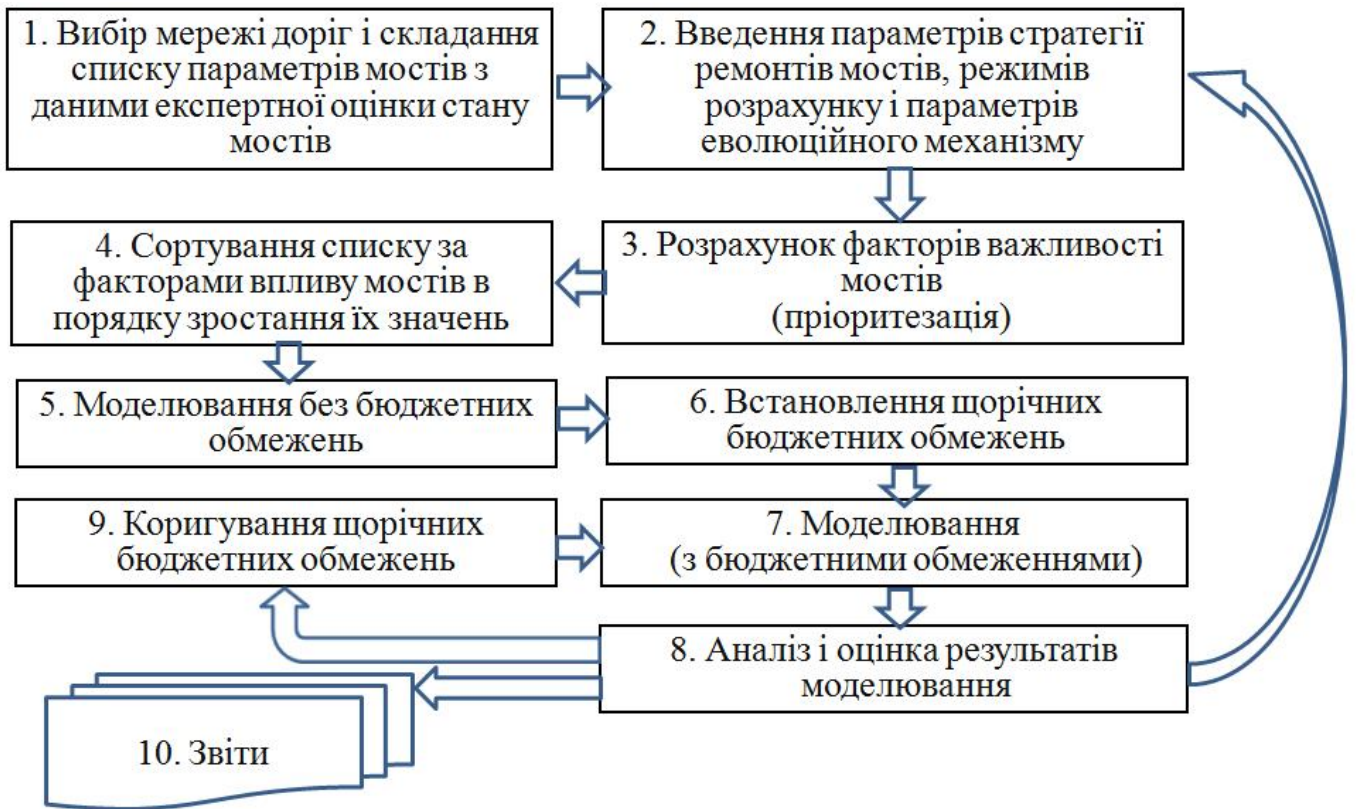 1. Вибір мережі доріг і складання
списку параметрів мостів з
даними експертної оцінки стану
мостів
2. Введення параметрів стратегії
ремонтів мостів, режимів
розрахунку і параметрів
еволюційного механізму
4. Сортування списку за
факторами впливу мостів в
порядку зростання їх значень
3. Розрахунок факторів важливості
мостів
(пріоритезація)
5. Моделювання без бюджетних
обмежень
6. Встановлення щорічних
бюджетних обмежень
9. Коригування щорічних
бюджетних обмежень
7. Моделювання
(з бюджетними обмеженнями)
8. Аналіз і оцінка результатів
моделювання
10. Звіти